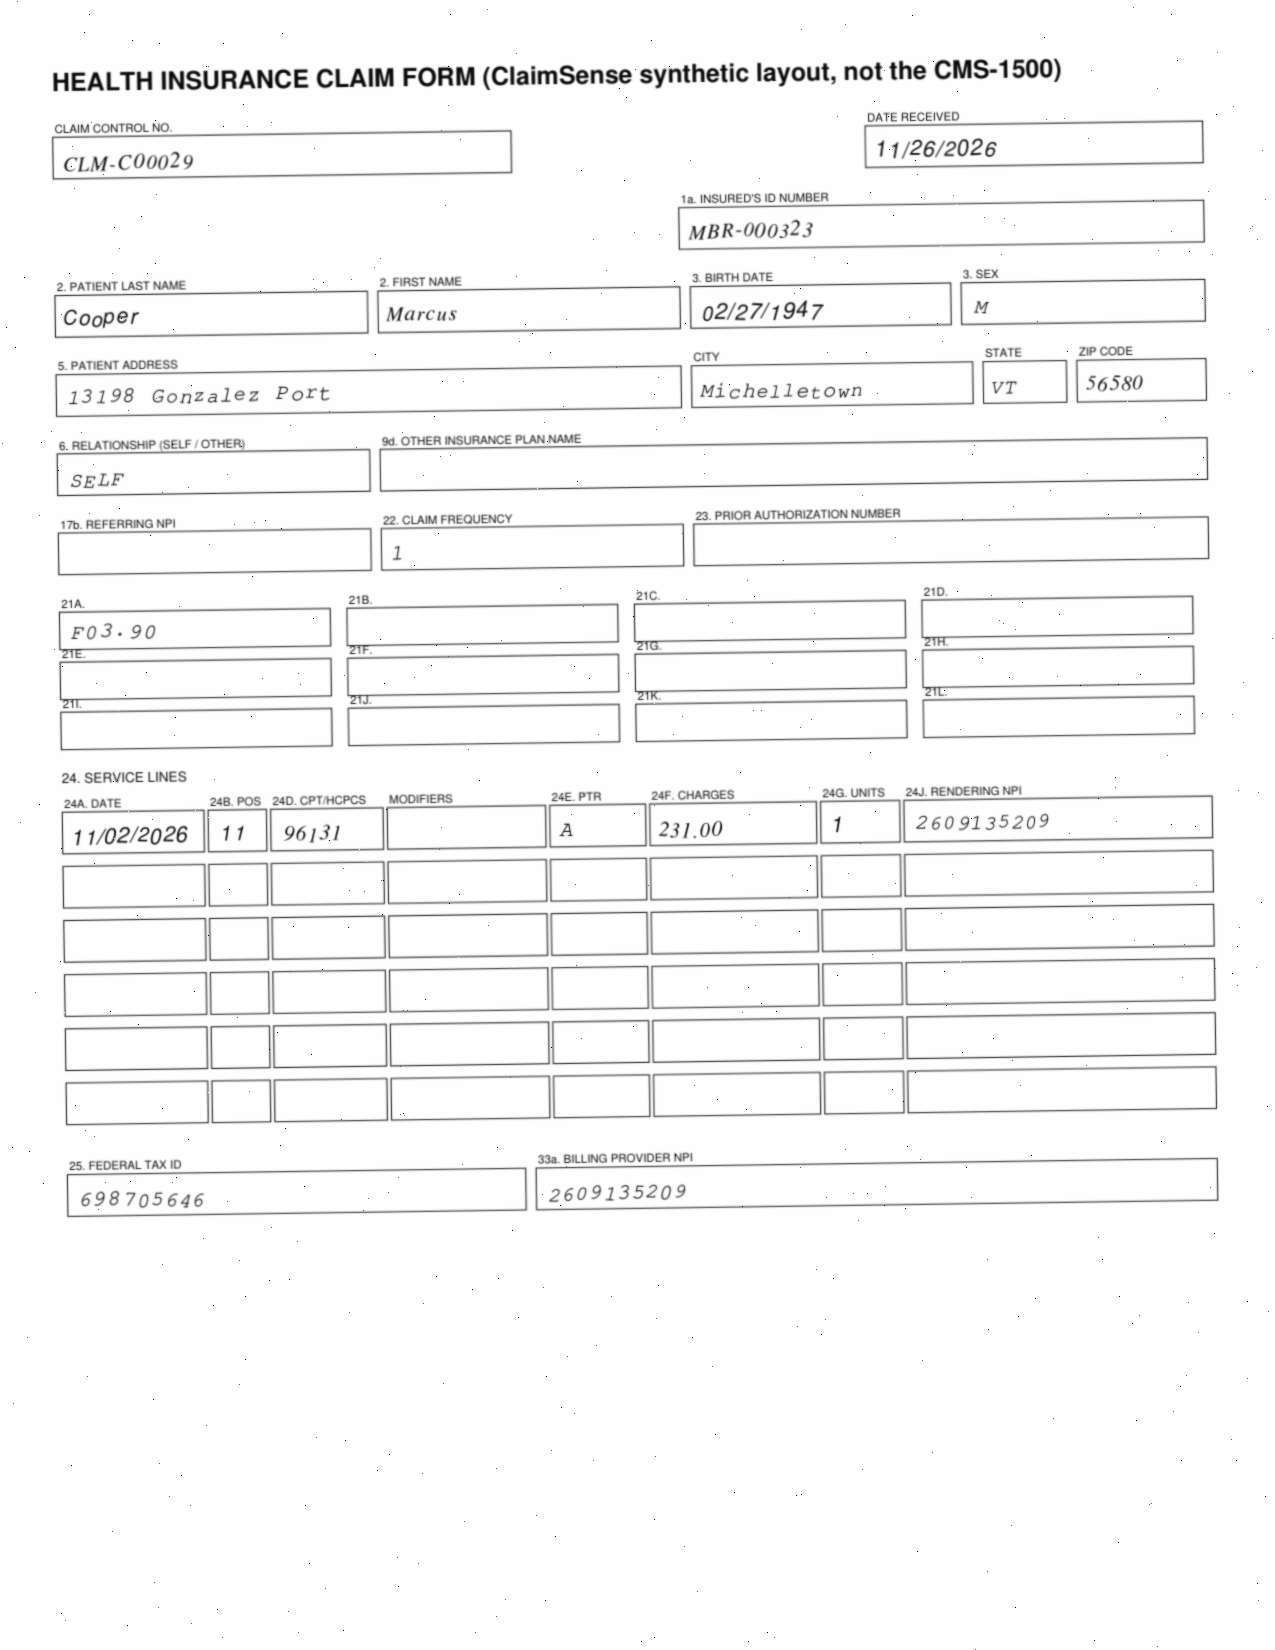 HEALTH INSURANCE CLAIM FORM (ClaimSense synthetic layout, not the CMS-1500)
CLAIM CONTROL NO.
CLM-C00029
DATE RECEIVED
11/26/2026
1a. INSURED'S ID NUMBER
MBR-000323
2. PATIENT LAST NAME 2. FIRST NAME 3. BIRTH DATE 3. SEX
Cooper Marcus 02/27/1947 M
5. PATIENT ADDRESS CITY STATE ZIP CODE
13198 Gonzalez Port Michelletown VT 56580
6. RELATIONSHIP (SELF / OTHER) 9d. OTHER INSURANCE PLAN NAME
SELF
17b. REFERRING NPI 22. CLAIM FREQUENCY 23. PRIOR AUTHORIZATION NUMBER
1
21A. 21B. 21C. 21D.
F03.90
21E. 21F. 21G. 21H.
21I. 21J. 21K. 21L.
24. SERVICE LINES
24A. DATE 24B. POS 24D. CPT/HCPCS MODIFIERS 24E. PTR 24F. CHARGES 24G. UNITS 24J. RENDERING NPI
11/02/2026 11 96131 A 231.00 1 2609135209
25. FEDERAL TAX ID 33a. BILLING PROVIDER NPI
698705646 2609135209